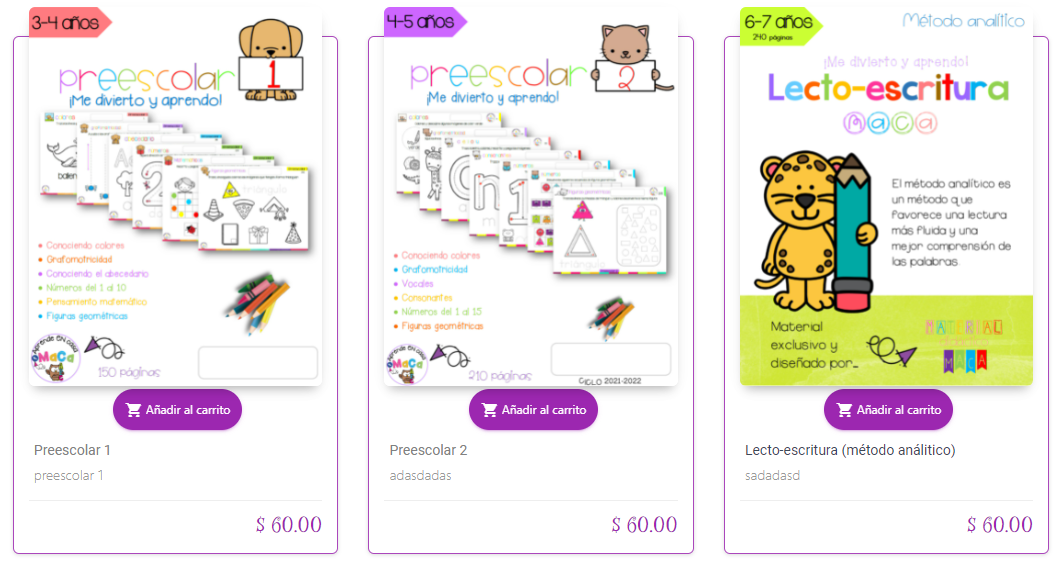 3-4 años
preescolar
1
¡Me divierto y aprendo!
triángulo
Conociendo colores
Grafomotricidad
Conociendo el abecedario
Números del 1 al 10
Pensamiento matemático
Figuras geométricas
Aprende en casa
MaCa
150 páginas
Añadir al carrito
Preescolar 1
preescolar 1
$ 60.00
4-5 años
preescolar
2
¡Me divierto y aprendo!
Conociendo colores
Grafomotricidad
Vocales
Consonantes
Números del 1 al 15
Figuras geométricas
Aprende en casa
MaCa
210 páginas
CICLO 2021-2022
Añadir al carrito
Preescolar 2
adasdadas
$ 60.00
6-7 años
240 páginas
Método analítico
¡Me divierto y aprendo!
Lecto-escritura
MaCa
El método analítico es
un método que
favorece una lectura
más fluida y una
mejor comprensión de
las palabras.
Material
exclusivo y
diseñado por...
MATERIAL
MACA
Añadir al carrito
Lecto-escritura (método análitico)
sadadasd
$ 60.00